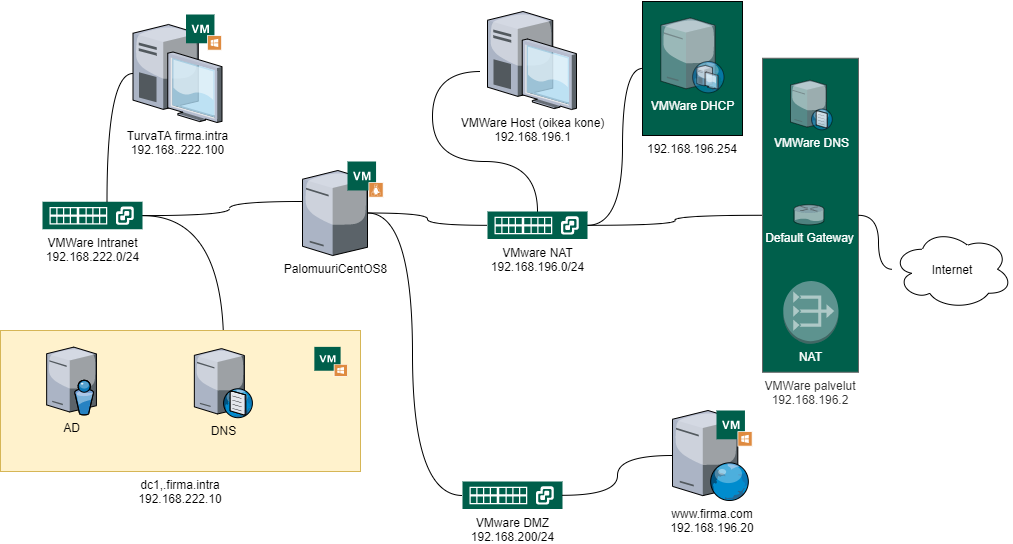 VM
TurvaTA firma.intra
192.168..222.100
VMWare Host (oikea kone)
192.168.196.1
VMWare DHCP
192.168.196.254
VMWare DNS
Default Gateway
NAT
VMWare palvelut
192.168.196.2
Internet
VMWare Intranet
192.168.222.0/24
VM
PalomuuriCentOS8
VMware NAT
192.168.196.0/24
VM
AD
DNS
dc1,.firma.intra
192.168.222.10
VMware DMZ
192.168.200/24
VM
www.firma.com
192.168.196.20